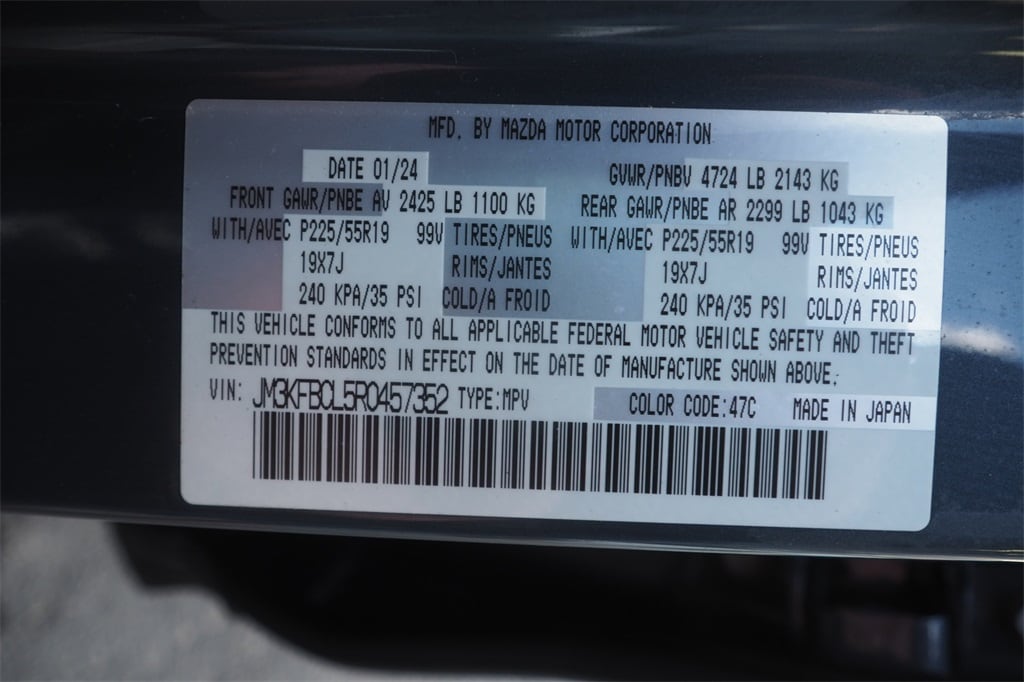 MFD. BY MAZDA MOTOR CORPORATION
DATE 01/24 GVWR/PNBV 4724 LB 2143 KG
FRONT GAWR/PNBE AV 2425 LB 1100 KG REAR GAWR/PNBE AR 2299 LB 1043 KG
WITH/AVEC P225/55R19 99V TIRES/PNEUS WITH/AVEC P225/55R19 99V TIRES/PNEUS
19X7J RIMS/JANTES 19X7J RIMS/JANTES
240 KPA/35 PSI COLD/A FROID 240 KPA/35 PSI COLD/A FROID
THIS VEHICLE CONFORMS TO ALL APPLICABLE FEDERAL MOTOR VEHICLE SAFETY AND THEFT
PREVENTION STANDARDS IN EFFECT ON THE DATE OF MANUFACTURE SHOWN ABOVE.
VIN: JM3KFBCL5R0457352 TYPE:MPV COLOR CODE:47C MADE IN JAPAN